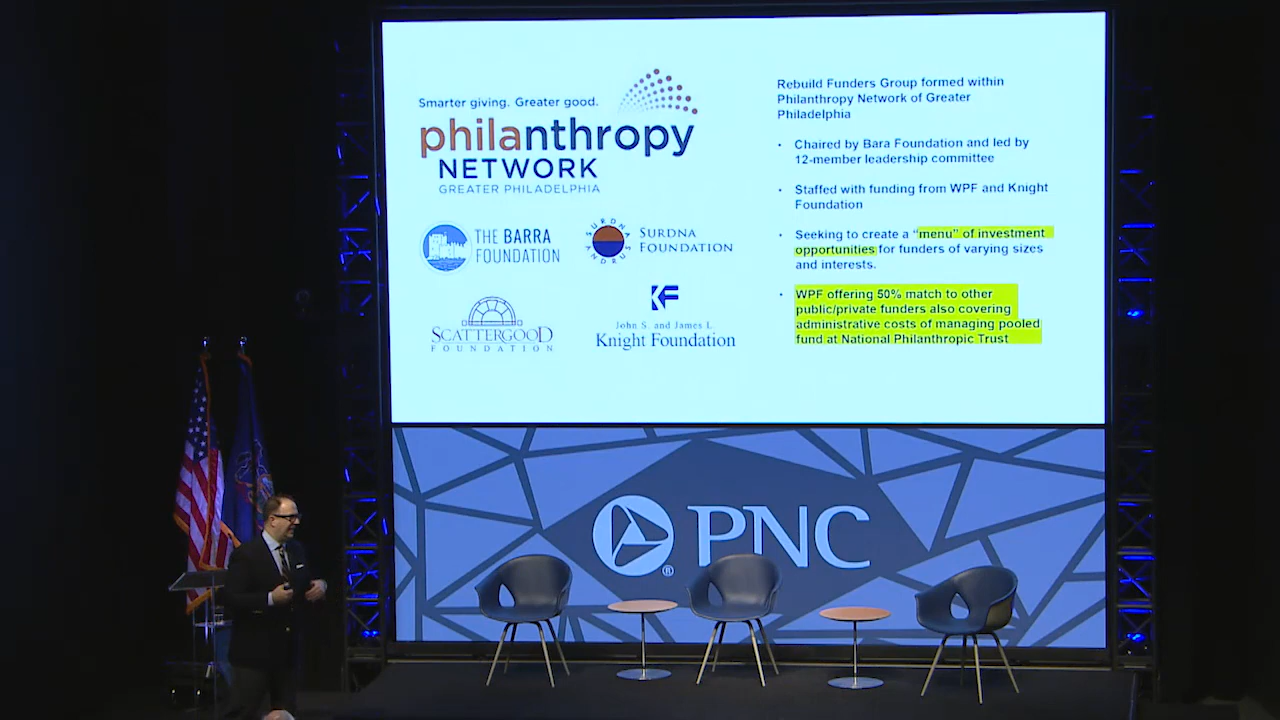 Smarter giving. Greater good.
philanthropy
NETWORK
GREATER PHILADELPHIA
THE BARRA
FOUNDATION
SURDNA
ANDRUS
SURDNA
FOUNDATION
SCATTERGOOD
FOUNDATION
KF
John S. and James L.
Knight Foundation
Rebuild Funders Group formed within
Philanthropy Network of Greater
Philadelphia
• Chaired by Bara Foundation and led by
12-member leadership committee
• Staffed with funding from WPF and Knight
Foundation
• Seeking to create a “menu” of investment
opportunities for funders of varying sizes
and interests.
• WPF offering 50% match to other
public/private funders also covering
administrative costs of managing pooled
fund at National Philanthropic Trust
PNC
®